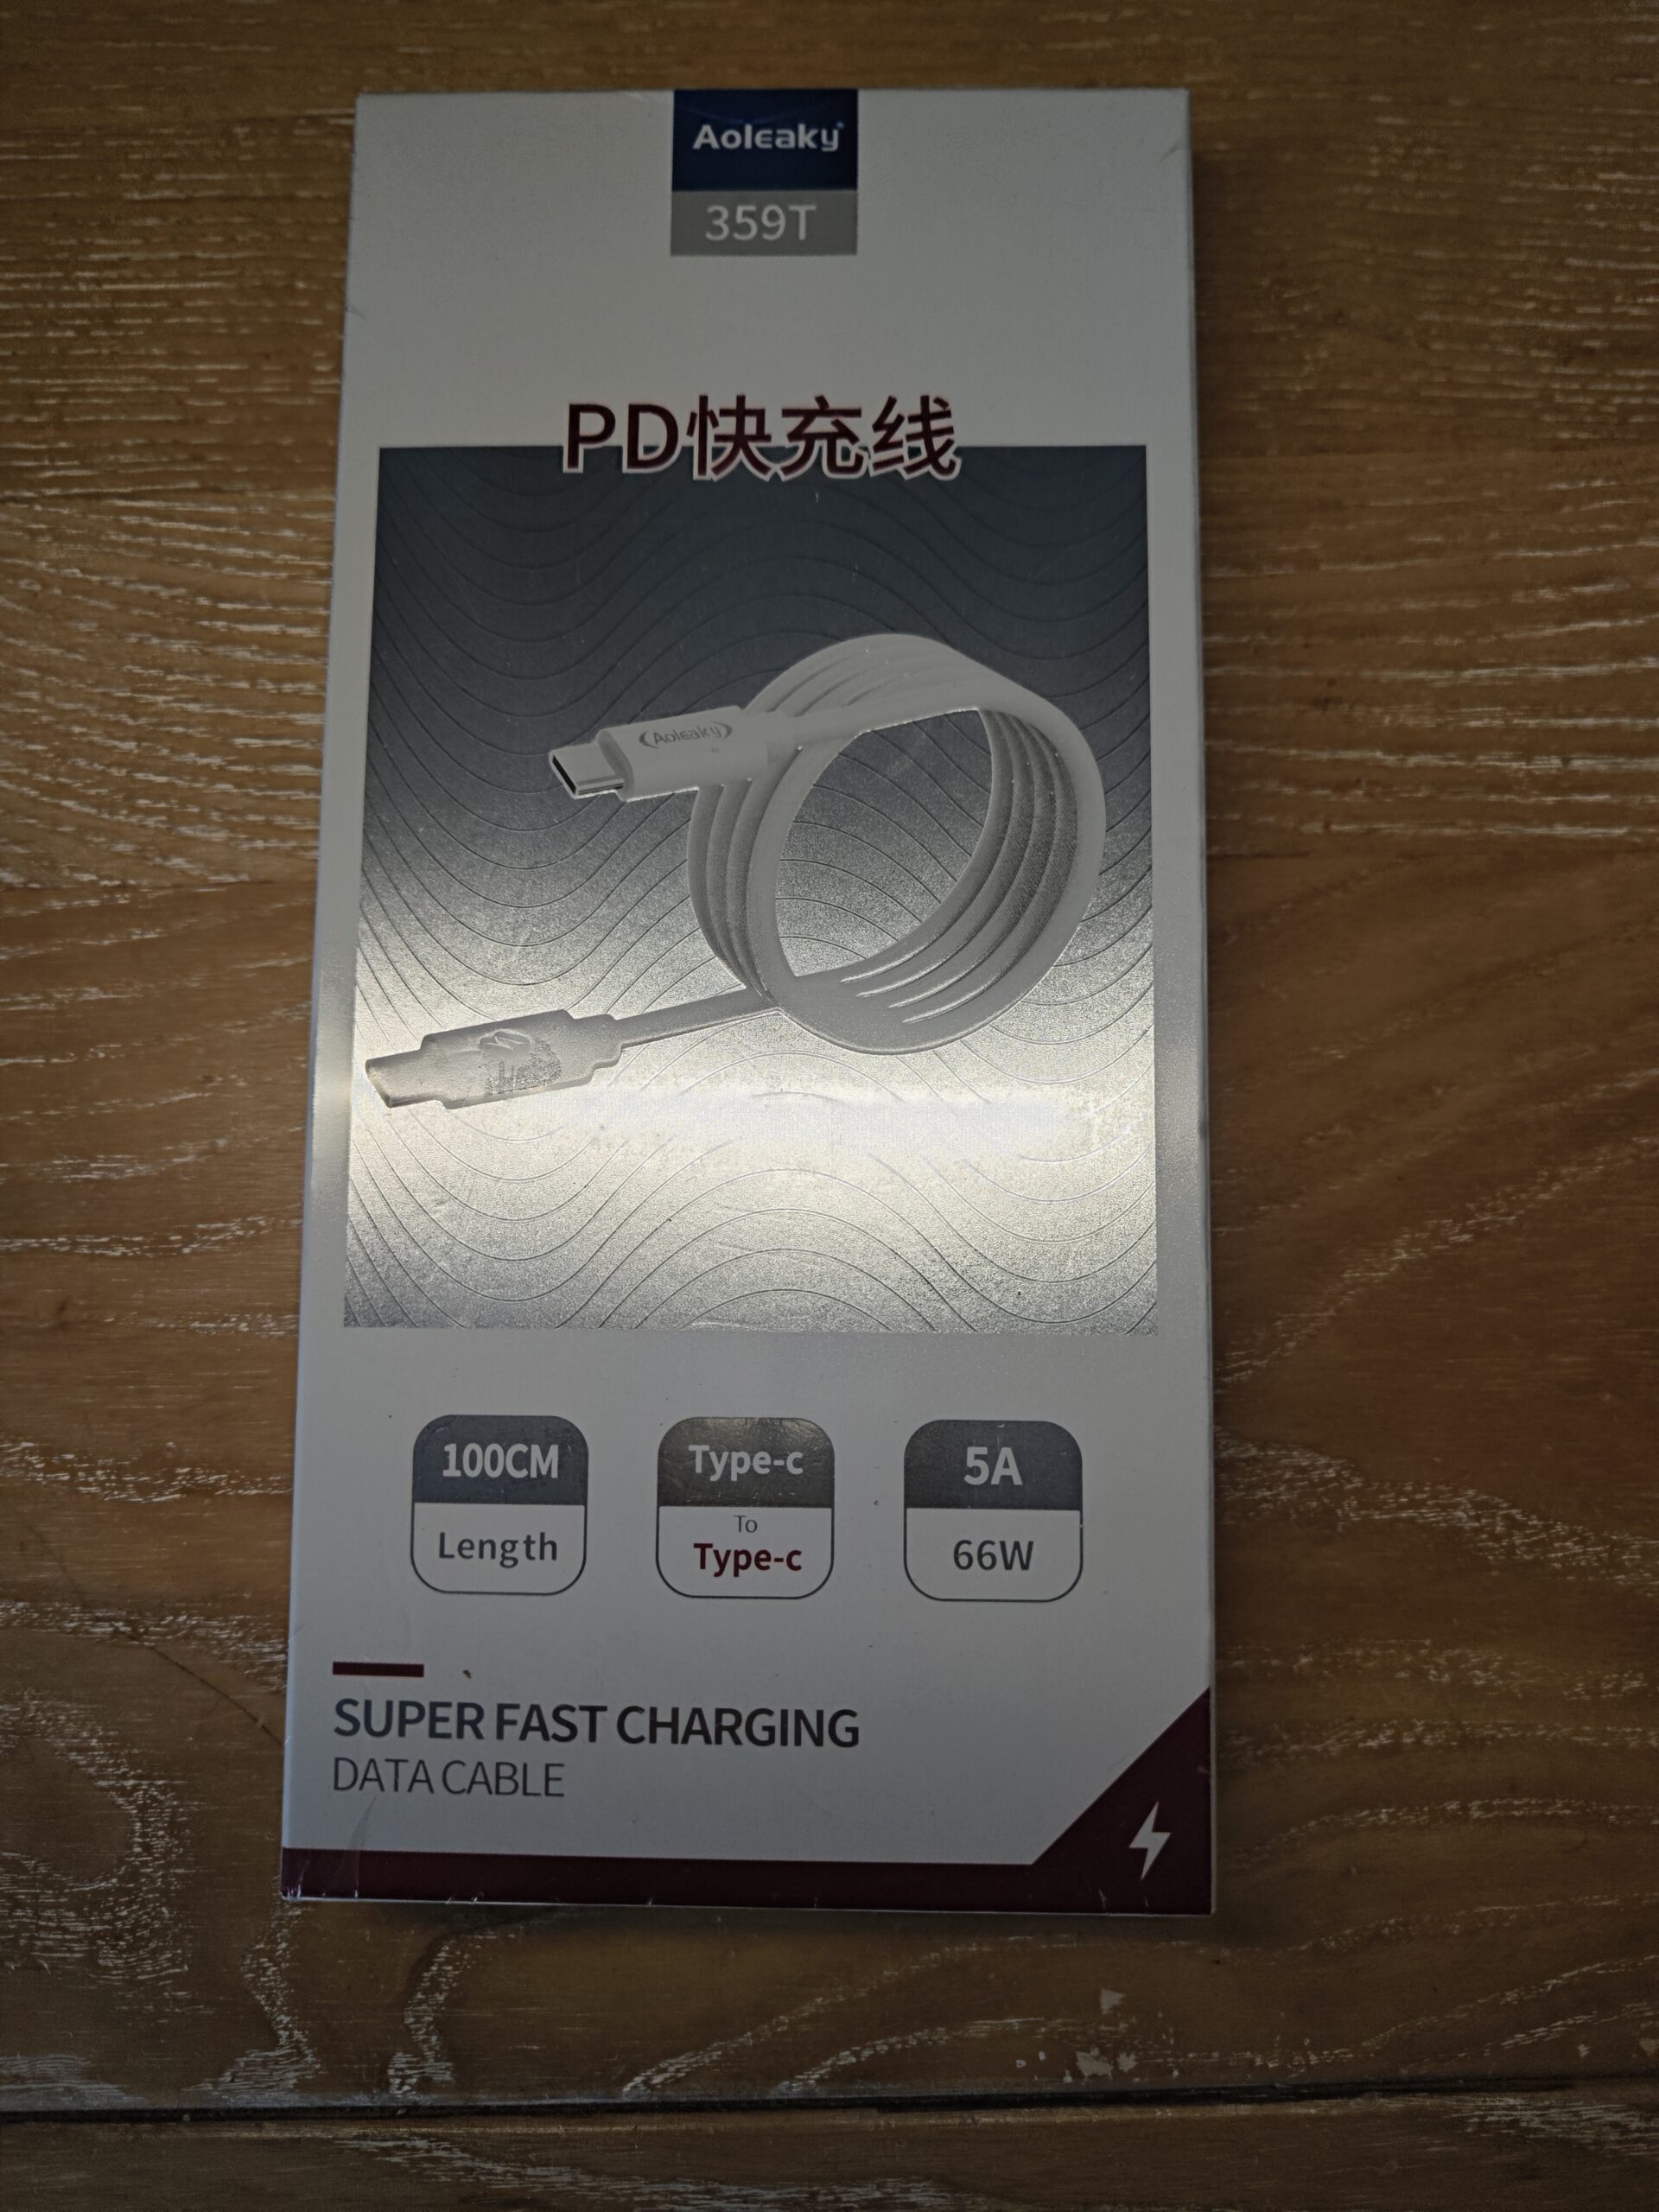 Aoleaky
359T
PD快充线
(Aoleaky)
100CM
Length
Type-c
To
Type-c
5A
66W
SUPER FAST CHARGING
DATA CABLE